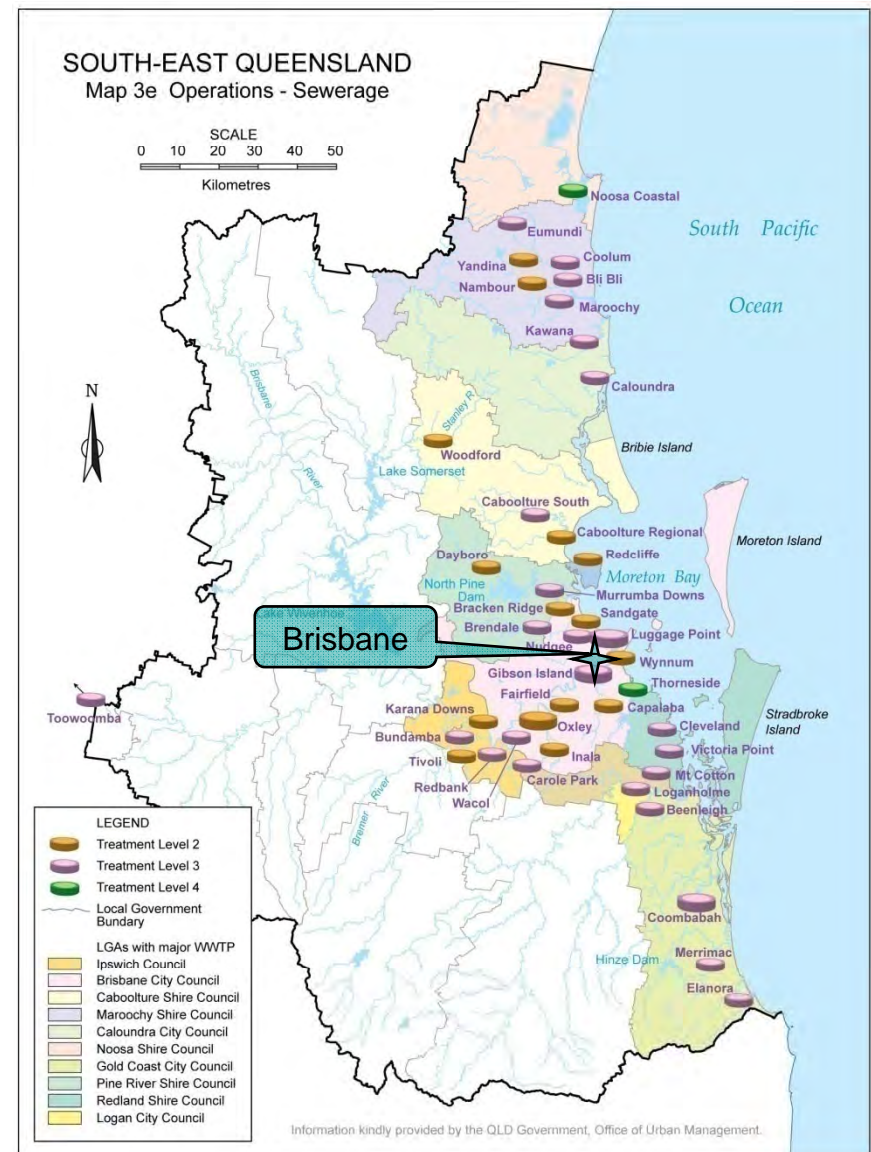 SOUTH-EAST QUEENSLAND
Map 3e Operations - Sewerage
SCALE
0 10 20 30 40 50
Kilometres
Noosa Coastal
Eumundi
South Pacific
Ocean
Yandina
Coolum
Nambour
Bli Bli
Maroochy
Kawana
Caloundra
N
Brisbane
River
Stanley R
Woodford
Lake Somerset
Bribie Island
Caboolture South
Caboolture Regional
Moreton Island
Dayboro
Redcliffe
North Pine
Dam
Moreton Bay
Murrumba Downs
Bracken Ridge
Sandgate
Lake Wivenhoe
Brendale
Luggage Point
Brisbane
Nudgee
Wynnum
Gibson Island
Thorneside
Fairfield
Toowoomba
Karana Downs
Capalaba
Stradbroke
Island
Oxley
Cleveland
Bundamba
Victoria Point
Tivoli
Inala
Mt Cotton
Redbank
Carole Park
Loganholme
Wacol
Beenleigh
Bremer River
Coombabah
Hinze Dam
Merrimac
Elanora
LEGEND
Treatment Level 2
Treatment Level 3
Treatment Level 4
Local Government
Bundary
LGAs with major WWTP
Ipswich Council
Brisbane City Council
Caboolture Shire Council
Maroochy Shire Council
Caloundra City Council
Noosa Shire Council
Gold Coast City Council
Pine River Shire Council
Redland Shire Council
Logan City Council
Information kindly provided by the QLD Government, Office of Urban Management.